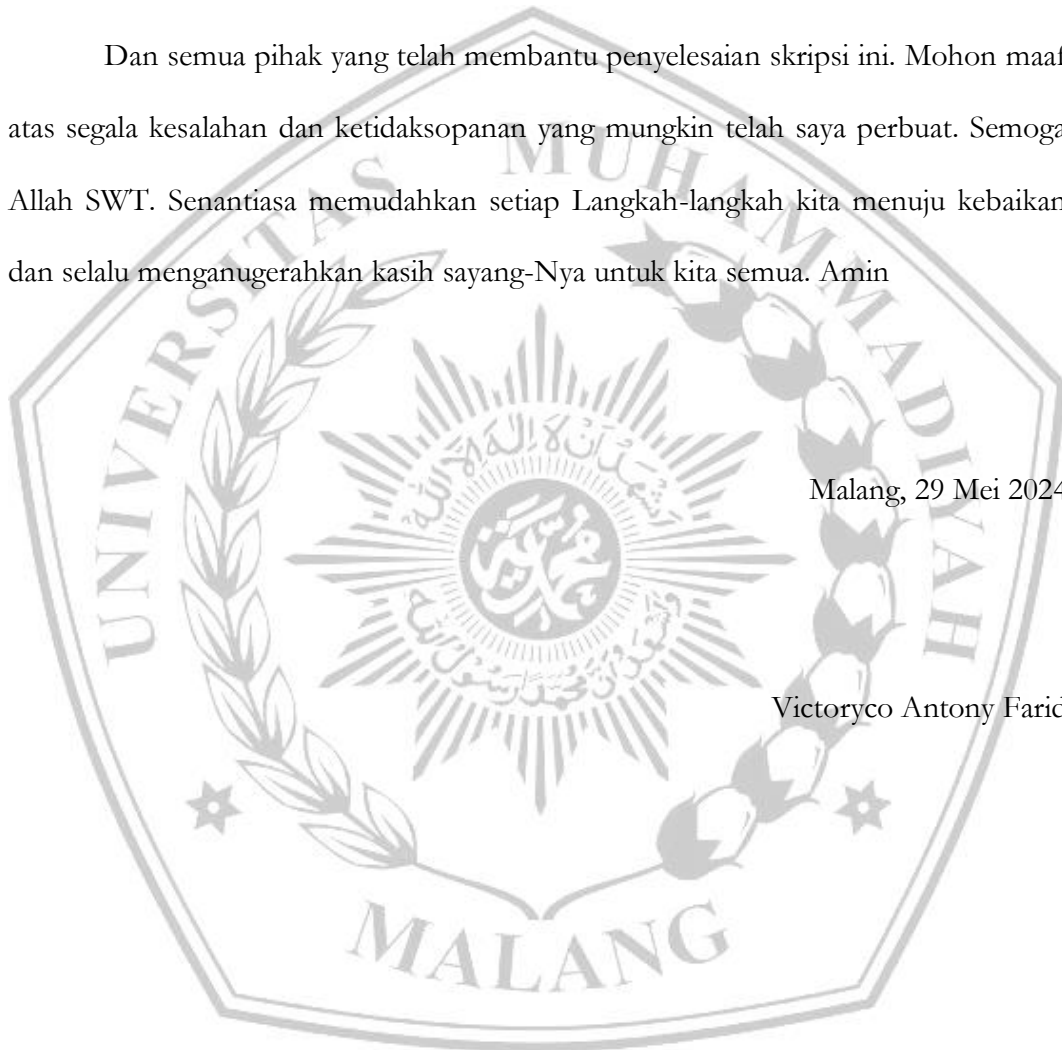 Dan semua pihak yang telah membantu penyelesaian skripsi ini. Mohon maaf
atas segala kesalahan dan ketidaksopanan yang mungkin telah saya perbuat. Semoga
Allah SWT. Senantiasa memudahkan setiap Langkah-langkah kita menuju kebaikan
dan selalu menganugerahkan kasih sayang-Nya untuk kita semua. Amin
Malang, 29 Mei 2024
Victoryco Antony Farid
UNIVERSITAS MUHAMMADIYAH
MALANG